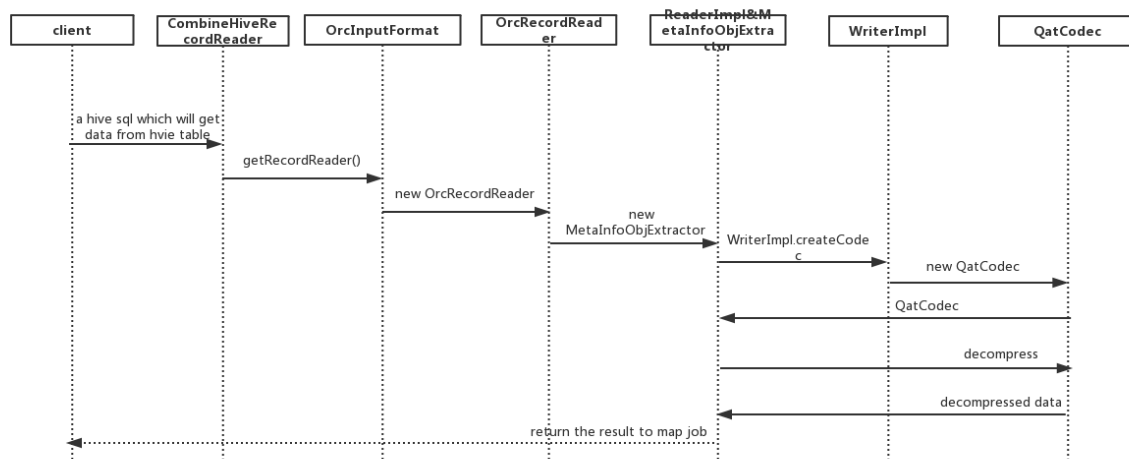 client
CombineHiveRe
cordReader
OrcInputFormat
OrcRecordRead
er
ReaderImpl&M
etaInfoObjExtra
ctor
WriterImpl
QatCodec
a hive sql which will get
data from hvie table
getRecordReader()
new OrcRecordReader
new
MetaInfoObjExtractor
WriterImpl.createCode
c
new QatCodec
QatCodec
decompress
decompressed data
return the result to map job